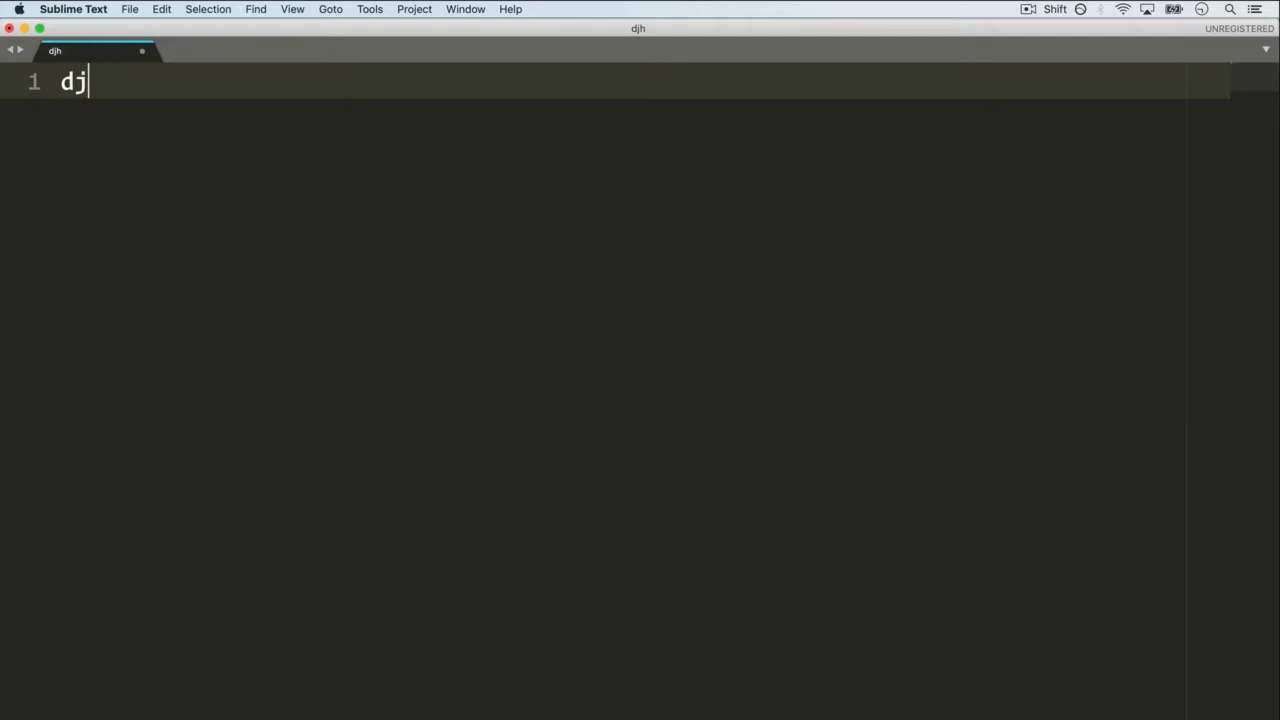 Sublime Text File Edit Selection Find View Goto Tools Project Window Help Shift
djh UNREGISTERED
djh
1 dj